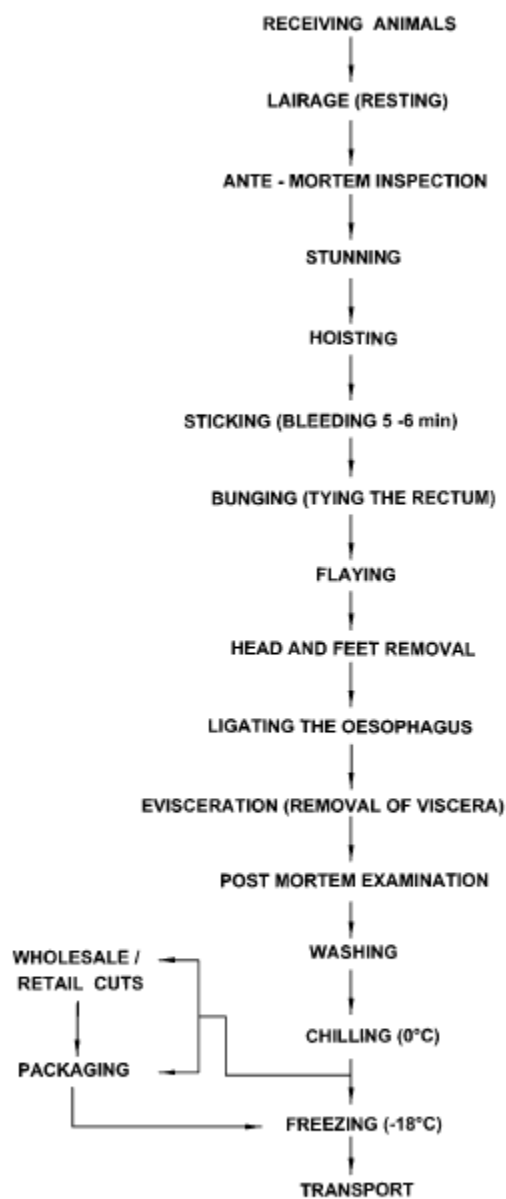 RECEIVING ANIMALS
LAIRAGE (RESTING)
ANTE - MORTEM INSPECTION
STUNNING
HOISTING
STICKING (BLEEDING 5 -6 min)
BUNGING (TYING THE RECTUM)
FLAYING
HEAD AND FEET REMOVAL
LIGATING THE OESOPHAGUS
EVISCERATION (REMOVAL OF VISCERA)
POST MORTEM EXAMINATION
WASHING
WHOLESALE /
RETAIL CUTS
CHILLING (0°C)
PACKAGING
FREEZING (-18°C)
TRANSPORT